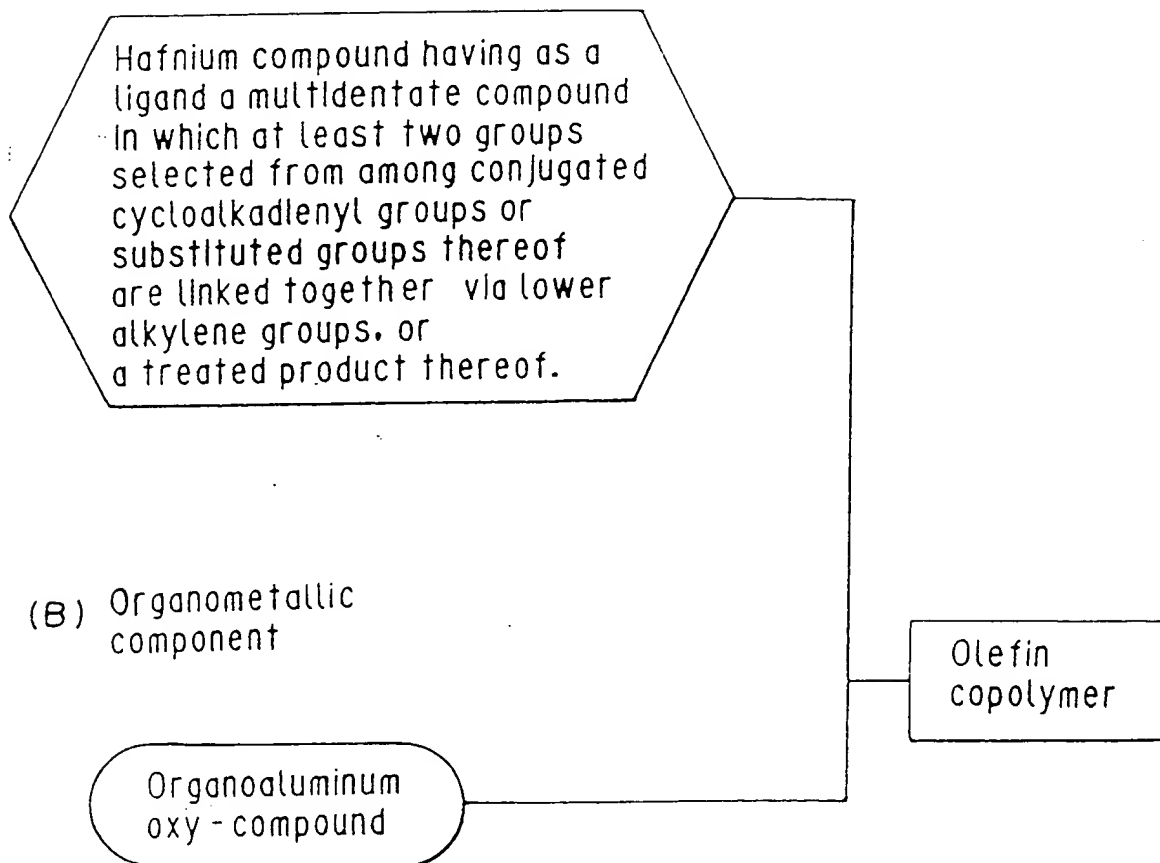 Hafnium compound having as a
ligand a multidentate compound
in which at least two groups
selected from among conjugated
cycloalkadienyl groups or
substituted groups thereof
are linked together via lower
alkylene groups. or
a treated product thereof.
(B) Organometallic
component
Olefin
copolymer
Organoaluminum
oxy-compound